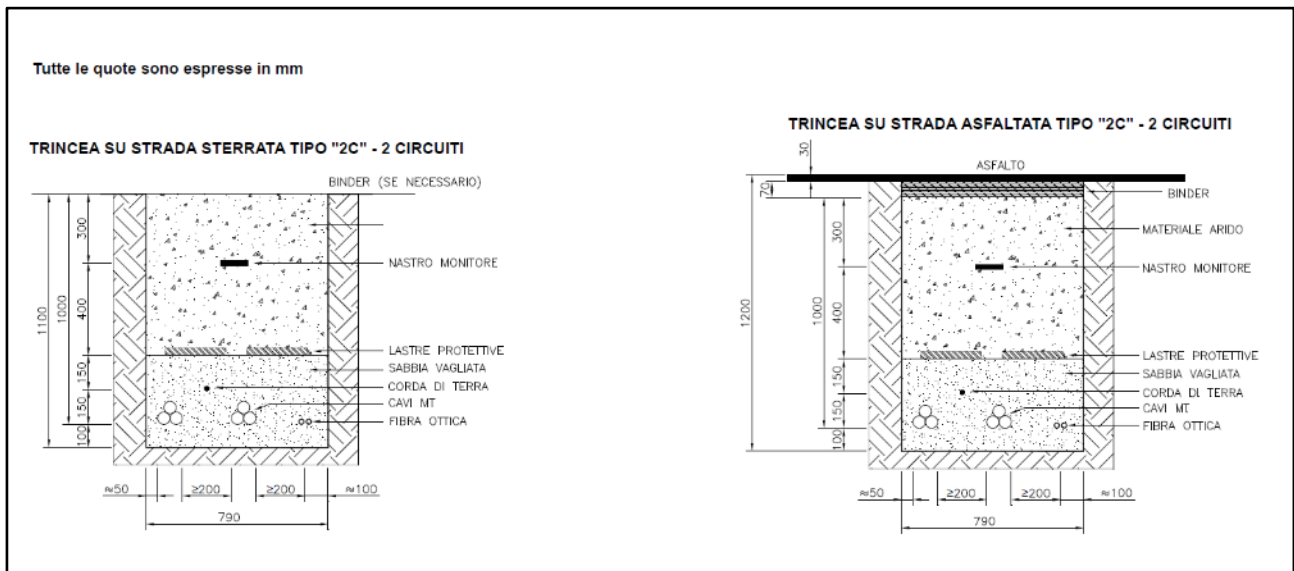 Tutte le quote sono espresse in mm
TRINCEA SU STRADA STERRATA TIPO "2C" - 2 CIRCUITI
BINDER (SE NECESSARIO)
1100
1000
300
400
150
150
100
NASTRO MONITORE
LASTRE PROTETTIVE
SABBIA VAGLIATA
CORDA DI TERRA
CAVI MT
FIBRA OTTICA
≈50
≥200
≥200
≈100
790
TRINCEA SU STRADA ASFALTATA TIPO "2C" - 2 CIRCUITI
30
ASFALTO
70
BINDER
1200
1000
300
400
150
150
100
MATERIALE ARIDO
NASTRO MONITORE
LASTRE PROTETTIVE
SABBIA VAGLIATA
CORDA DI TERRA
CAVI MT
FIBRA OTTICA
≈50
≥200
≥200
≈100
790